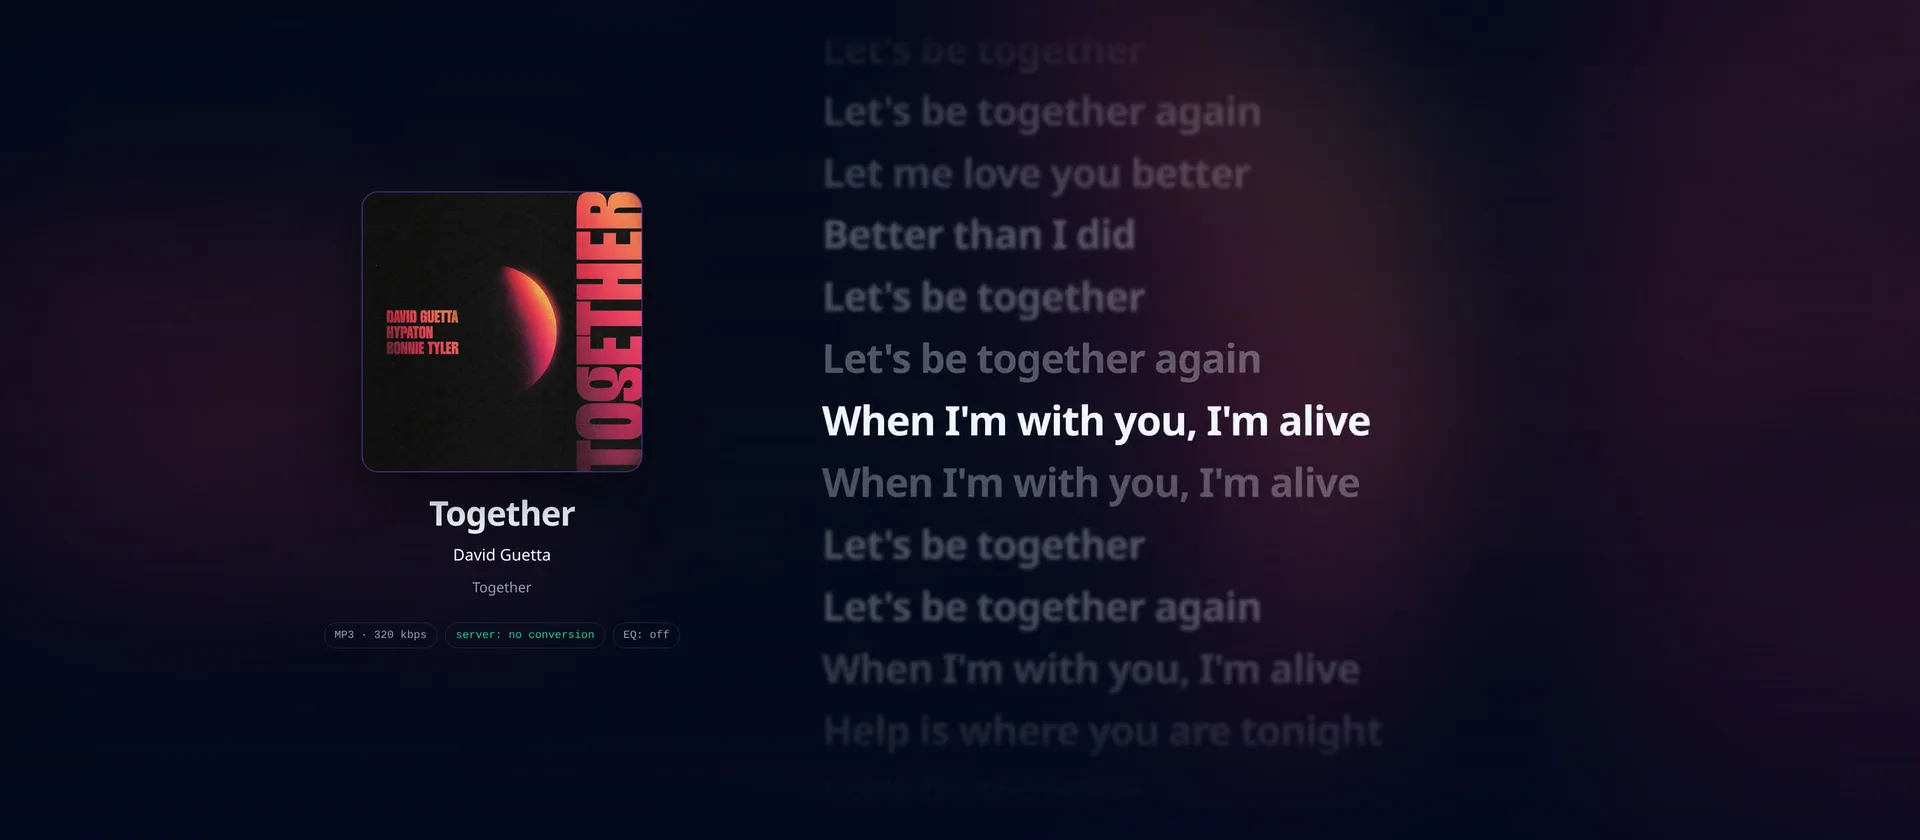 DAVID GUETTA
HYPATON
BONNIE TYLER
TOGETHER
Together
David Guetta
Together
MP3 · 320 kbps
server: no conversion
EQ: off
Let's be together
Let's be together again
Let me love you better
Better than I did
Let's be together
Let's be together again
When I'm with you, I'm alive
When I'm with you, I'm alive
Let's be together
Let's be together again
When I'm with you, I'm alive
Help is where you are tonight